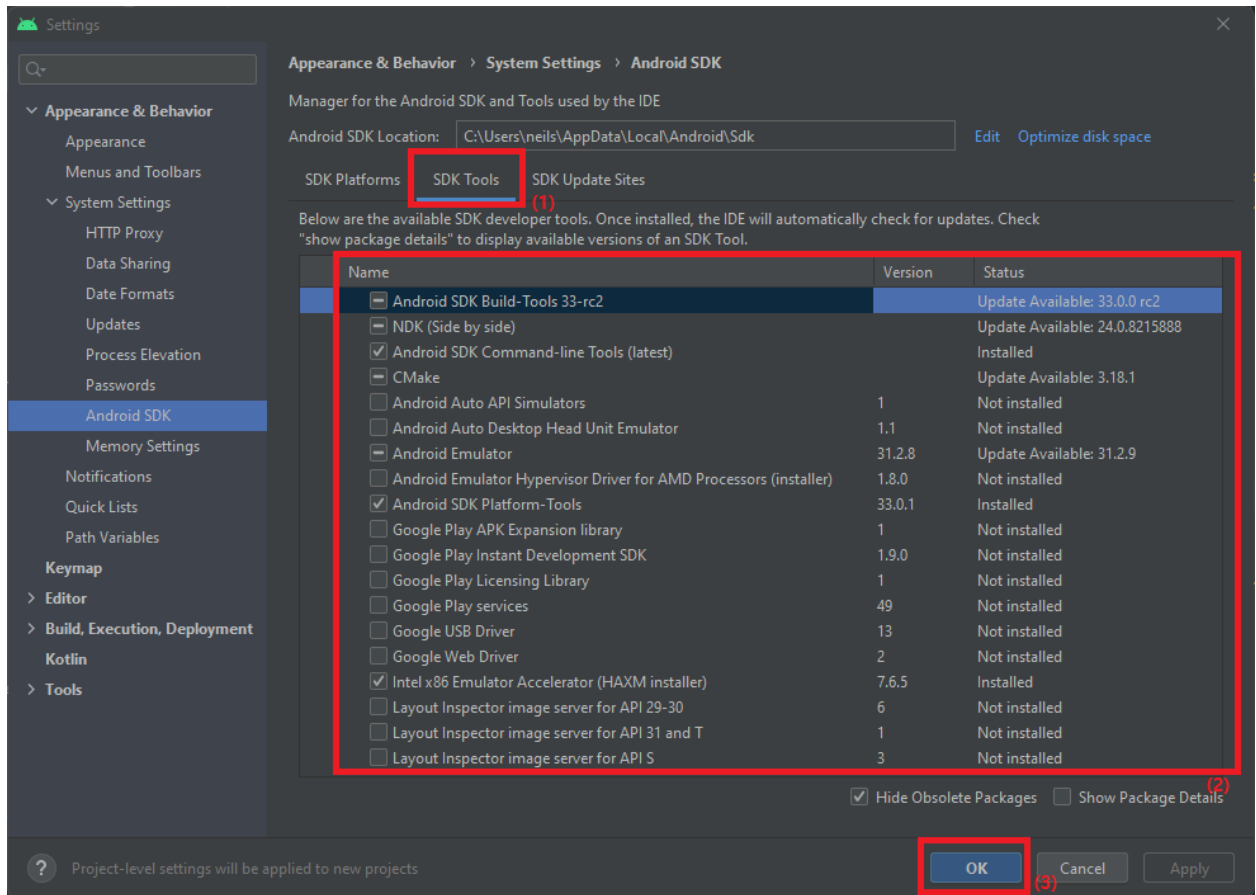 Settings
Appearance & Behavior > System Settings > Android SDK
Manager for the Android SDK and Tools used by the IDE
Android SDK Location: C:\Users\neils\AppData\Local\Android\Sdk Edit Optimize disk space
SDK Platforms SDK Tools SDK Update Sites
(1)
Below are the available SDK developer tools. Once installed, the IDE will automatically check for updates. Check
"show package details" to display available versions of an SDK Tool.
Appearance & Behavior
Appearance
Menus and Toolbars
System Settings
HTTP Proxy
Data Sharing
Date Formats
Updates
Process Elevation
Passwords
Android SDK
Memory Settings
Notifications
Quick Lists
Path Variables
Keymap
Editor
Build, Execution, Deployment
Kotlin
Tools
Name Version Status
Android SDK Build-Tools 33-rc2 Update Available: 33.0.0 rc2
NDK (Side by side) Update Available: 24.0.8215888
Android SDK Command-line Tools (latest) Installed
CMake Update Available: 3.18.1
Android Auto API Simulators 1 Not installed
Android Auto Desktop Head Unit Emulator 1.1 Not installed
Android Emulator 31.2.8 Update Available: 31.2.9
Android Emulator Hypervisor Driver for AMD Processors (installer) 1.8.0 Not installed
Android SDK Platform-Tools 33.0.1 Installed
Google Play APK Expansion library 1 Not installed
Google Play Instant Development SDK 1.9.0 Not installed
Google Play Licensing Library 1 Not installed
Google Play services 49 Not installed
Google USB Driver 13 Not installed
Google Web Driver 2 Not installed
Intel x86 Emulator Accelerator (HAXM installer) 7.6.5 Installed
Layout Inspector image server for API 29-30 6 Not installed
Layout Inspector image server for API 31 and T 1 Not installed
Layout Inspector image server for API S 3 Not installed
(2)
Hide Obsolete Packages Show Package Details
? Project-level settings will be applied to new projects
OK (3) Cancel Apply